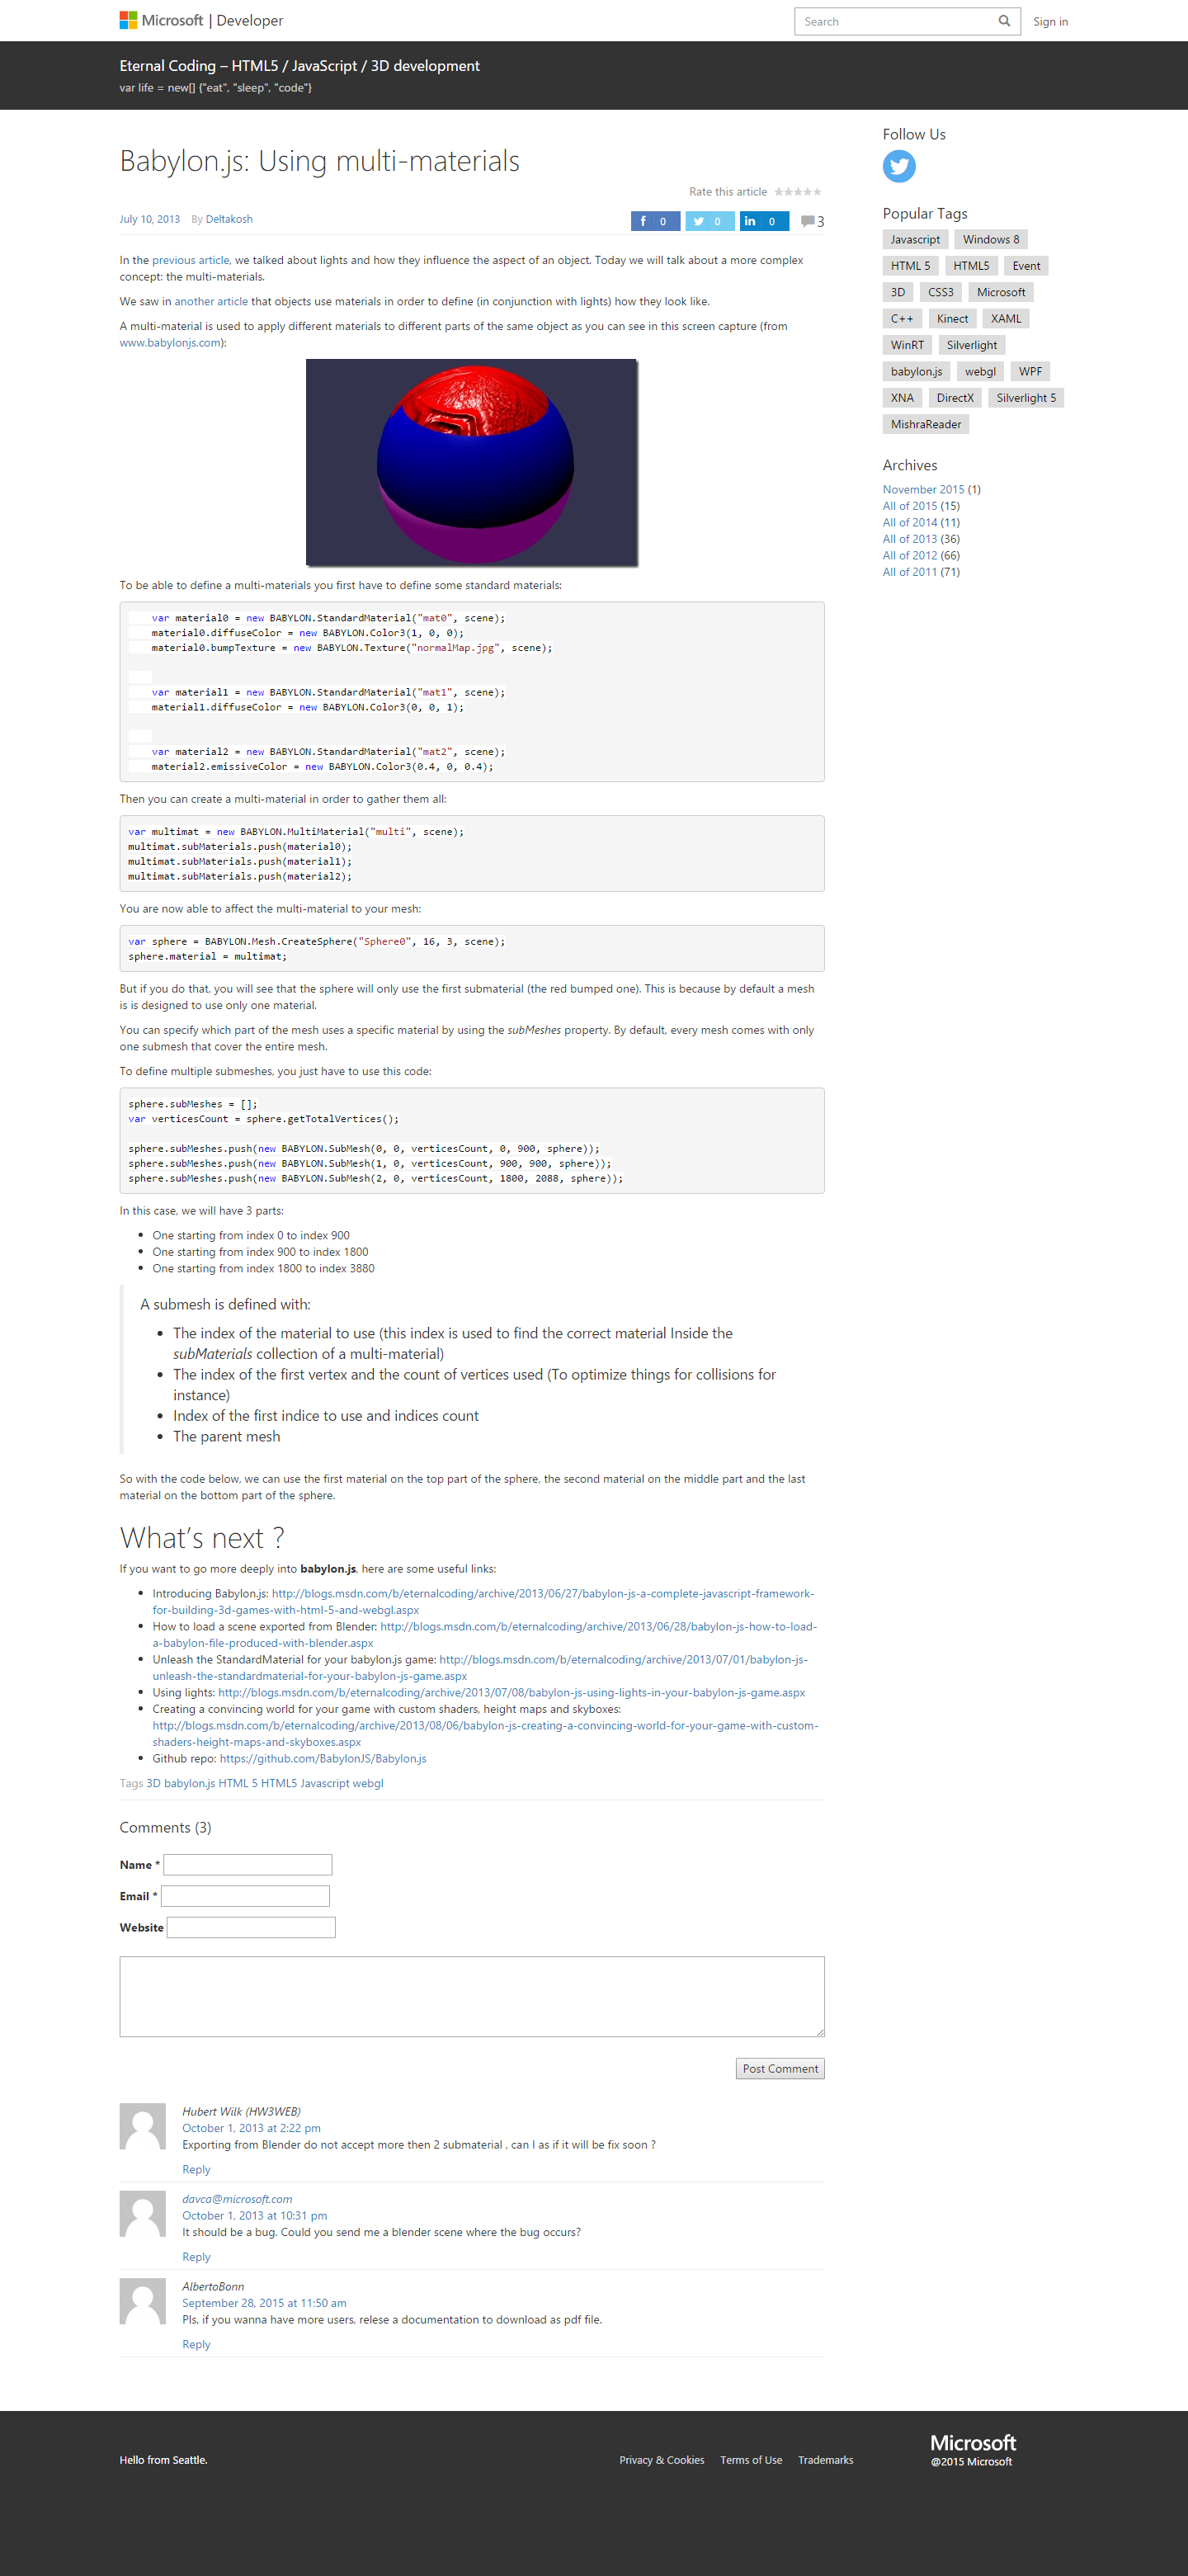 Microsoft | Developer
Search
Sign in
Eternal Coding – HTML5 / JavaScript / 3D development
var life = new[] {"eat", "sleep", "code"}
Babylon.js: Using multi-materials
Rate this article
July 10, 2013 By Deltakosh
0 0 0 3
In the previous article, we talked about lights and how they influence the aspect of an object. Today we will talk about a more complex
concept: the multi-materials.
We saw in another article that objects use materials in order to define (in conjunction with lights) how they look like.
A multi-material is used to apply different materials to different parts of the same object as you can see in this screen capture (from
www.babylonjs.com):
To be able to define a multi-materials you first have to define some standard materials:
var material0 = new BABYLON.StandardMaterial("mat0", scene);
material0.diffuseColor = new BABYLON.Color3(1, 0, 0);
material0.bumpTexture = new BABYLON.Texture("normalMap.jpg", scene);
var material1 = new BABYLON.StandardMaterial("mat1", scene);
material1.diffuseColor = new BABYLON.Color3(0, 0, 1);
var material2 = new BABYLON.StandardMaterial("mat2", scene);
material2.emissiveColor = new BABYLON.Color3(0.4, 0, 0.4);
Then you can create a multi-material in order to gather them all:
var multimat = new BABYLON.MultiMaterial("multi", scene);
multimat.subMaterials.push(material0);
multimat.subMaterials.push(material1);
multimat.subMaterials.push(material2);
You are now able to affect the multi-material to your mesh:
var sphere = BABYLON.Mesh.CreateSphere("Sphere0", 16, 3, scene);
sphere.material = multimat;
But if you do that, you will see that the sphere will only use the first submaterial (the red bumped one). This is because by default a mesh
is is designed to use only one material.
You can specify which part of the mesh uses a specific material by using the subMeshes property. By default, every mesh comes with only
one submesh that cover the entire mesh.
To define multiple submeshes, you just have to use this code:
sphere.subMeshes = [];
var verticesCount = sphere.getTotalVertices();
sphere.subMeshes.push(new BABYLON.SubMesh(0, 0, verticesCount, 0, 900, sphere));
sphere.subMeshes.push(new BABYLON.SubMesh(1, 0, verticesCount, 900, 900, sphere));
sphere.subMeshes.push(new BABYLON.SubMesh(2, 0, verticesCount, 1800, 2088, sphere));
In this case, we will have 3 parts:
• One starting from index 0 to index 900
• One starting from index 900 to index 1800
• One starting from index 1800 to index 3880
A submesh is defined with:
• The index of the material to use (this index is used to find the correct material Inside the
subMaterials collection of a multi-material)
• The index of the first vertex and the count of vertices used (To optimize things for collisions for
instance)
• Index of the first indice to use and indices count
• The parent mesh
So with the code below, we can use the first material on the top part of the sphere, the second material on the middle part and the last
material on the bottom part of the sphere.
What's next ?
If you want to go more deeply into babylon.js, here are some useful links:
• Introducing Babylon.js: http://blogs.msdn.com/b/eternalcoding/archive/2013/06/27/babylon-js-a-complete-javascript-framework-
for-building-3d-games-with-html-5-and-webgl.aspx
• How to load a scene exported from Blender: http://blogs.msdn.com/b/eternalcoding/archive/2013/06/28/babylon-js-how-to-load-
a-babylon-file-produced-with-blender.aspx
• Unleash the StandardMaterial for your babylon.js game: http://blogs.msdn.com/b/eternalcoding/archive/2013/07/01/babylon-js-
unleash-the-standardmaterial-for-your-babylon-js-game.aspx
• Using lights: http://blogs.msdn.com/b/eternalcoding/archive/2013/07/08/babylon-js-using-lights-in-your-babylon-js-game.aspx
• Creating a convincing world for your game with custom shaders, height maps and skyboxes:
http://blogs.msdn.com/b/eternalcoding/archive/2013/08/06/babylon-js-creating-a-convincing-world-for-your-game-with-custom-
shaders-height-maps-and-skyboxes.aspx
• Github repo: https://github.com/BabylonJS/Babylon.js
Tags 3D babylon.js HTML 5 HTML5 Javascript webgl
Comments (3)
Name *
Email *
Website
Post Comment
Hubert Wilk (HW3WEB)
October 1, 2013 at 2:22 pm
Exporting from Blender do not accept more then 2 submaterial , can I as if it will be fix soon ?
Reply
davca@microsoft.com
October 1, 2013 at 10:31 pm
It should be a bug. Could you send me a blender scene where the bug occurs?
Reply
AlbertoBonn
September 28, 2015 at 11:50 am
Pls, if you wanna have more users, relese a documentation to download as pdf file.
Reply
Follow Us
Popular Tags
Javascript Windows 8
HTML 5 HTML5 Event
3D CSS3 Microsoft
C++ Kinect XAML
WinRT Silverlight
babylon.js webgl WPF
XNA DirectX Silverlight 5
MishraReader
Archives
November 2015 (1)
All of 2015 (15)
All of 2014 (11)
All of 2013 (36)
All of 2012 (66)
All of 2011 (71)
Hello from Seattle.
Privacy & Cookies Terms of Use Trademarks
Microsoft
@2015 Microsoft